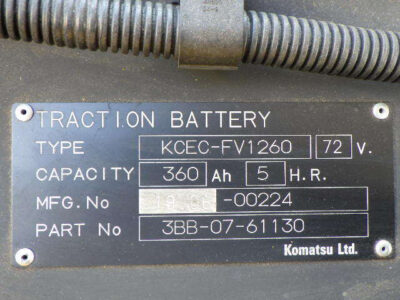 TRACTION BATTERY
TYPE KCEC-FV1260 72 V.
CAPACITY 360 Ah 5 H.R.
MFG.No -00224
PART No 3BB-07-61130
Komatsu Ltd.